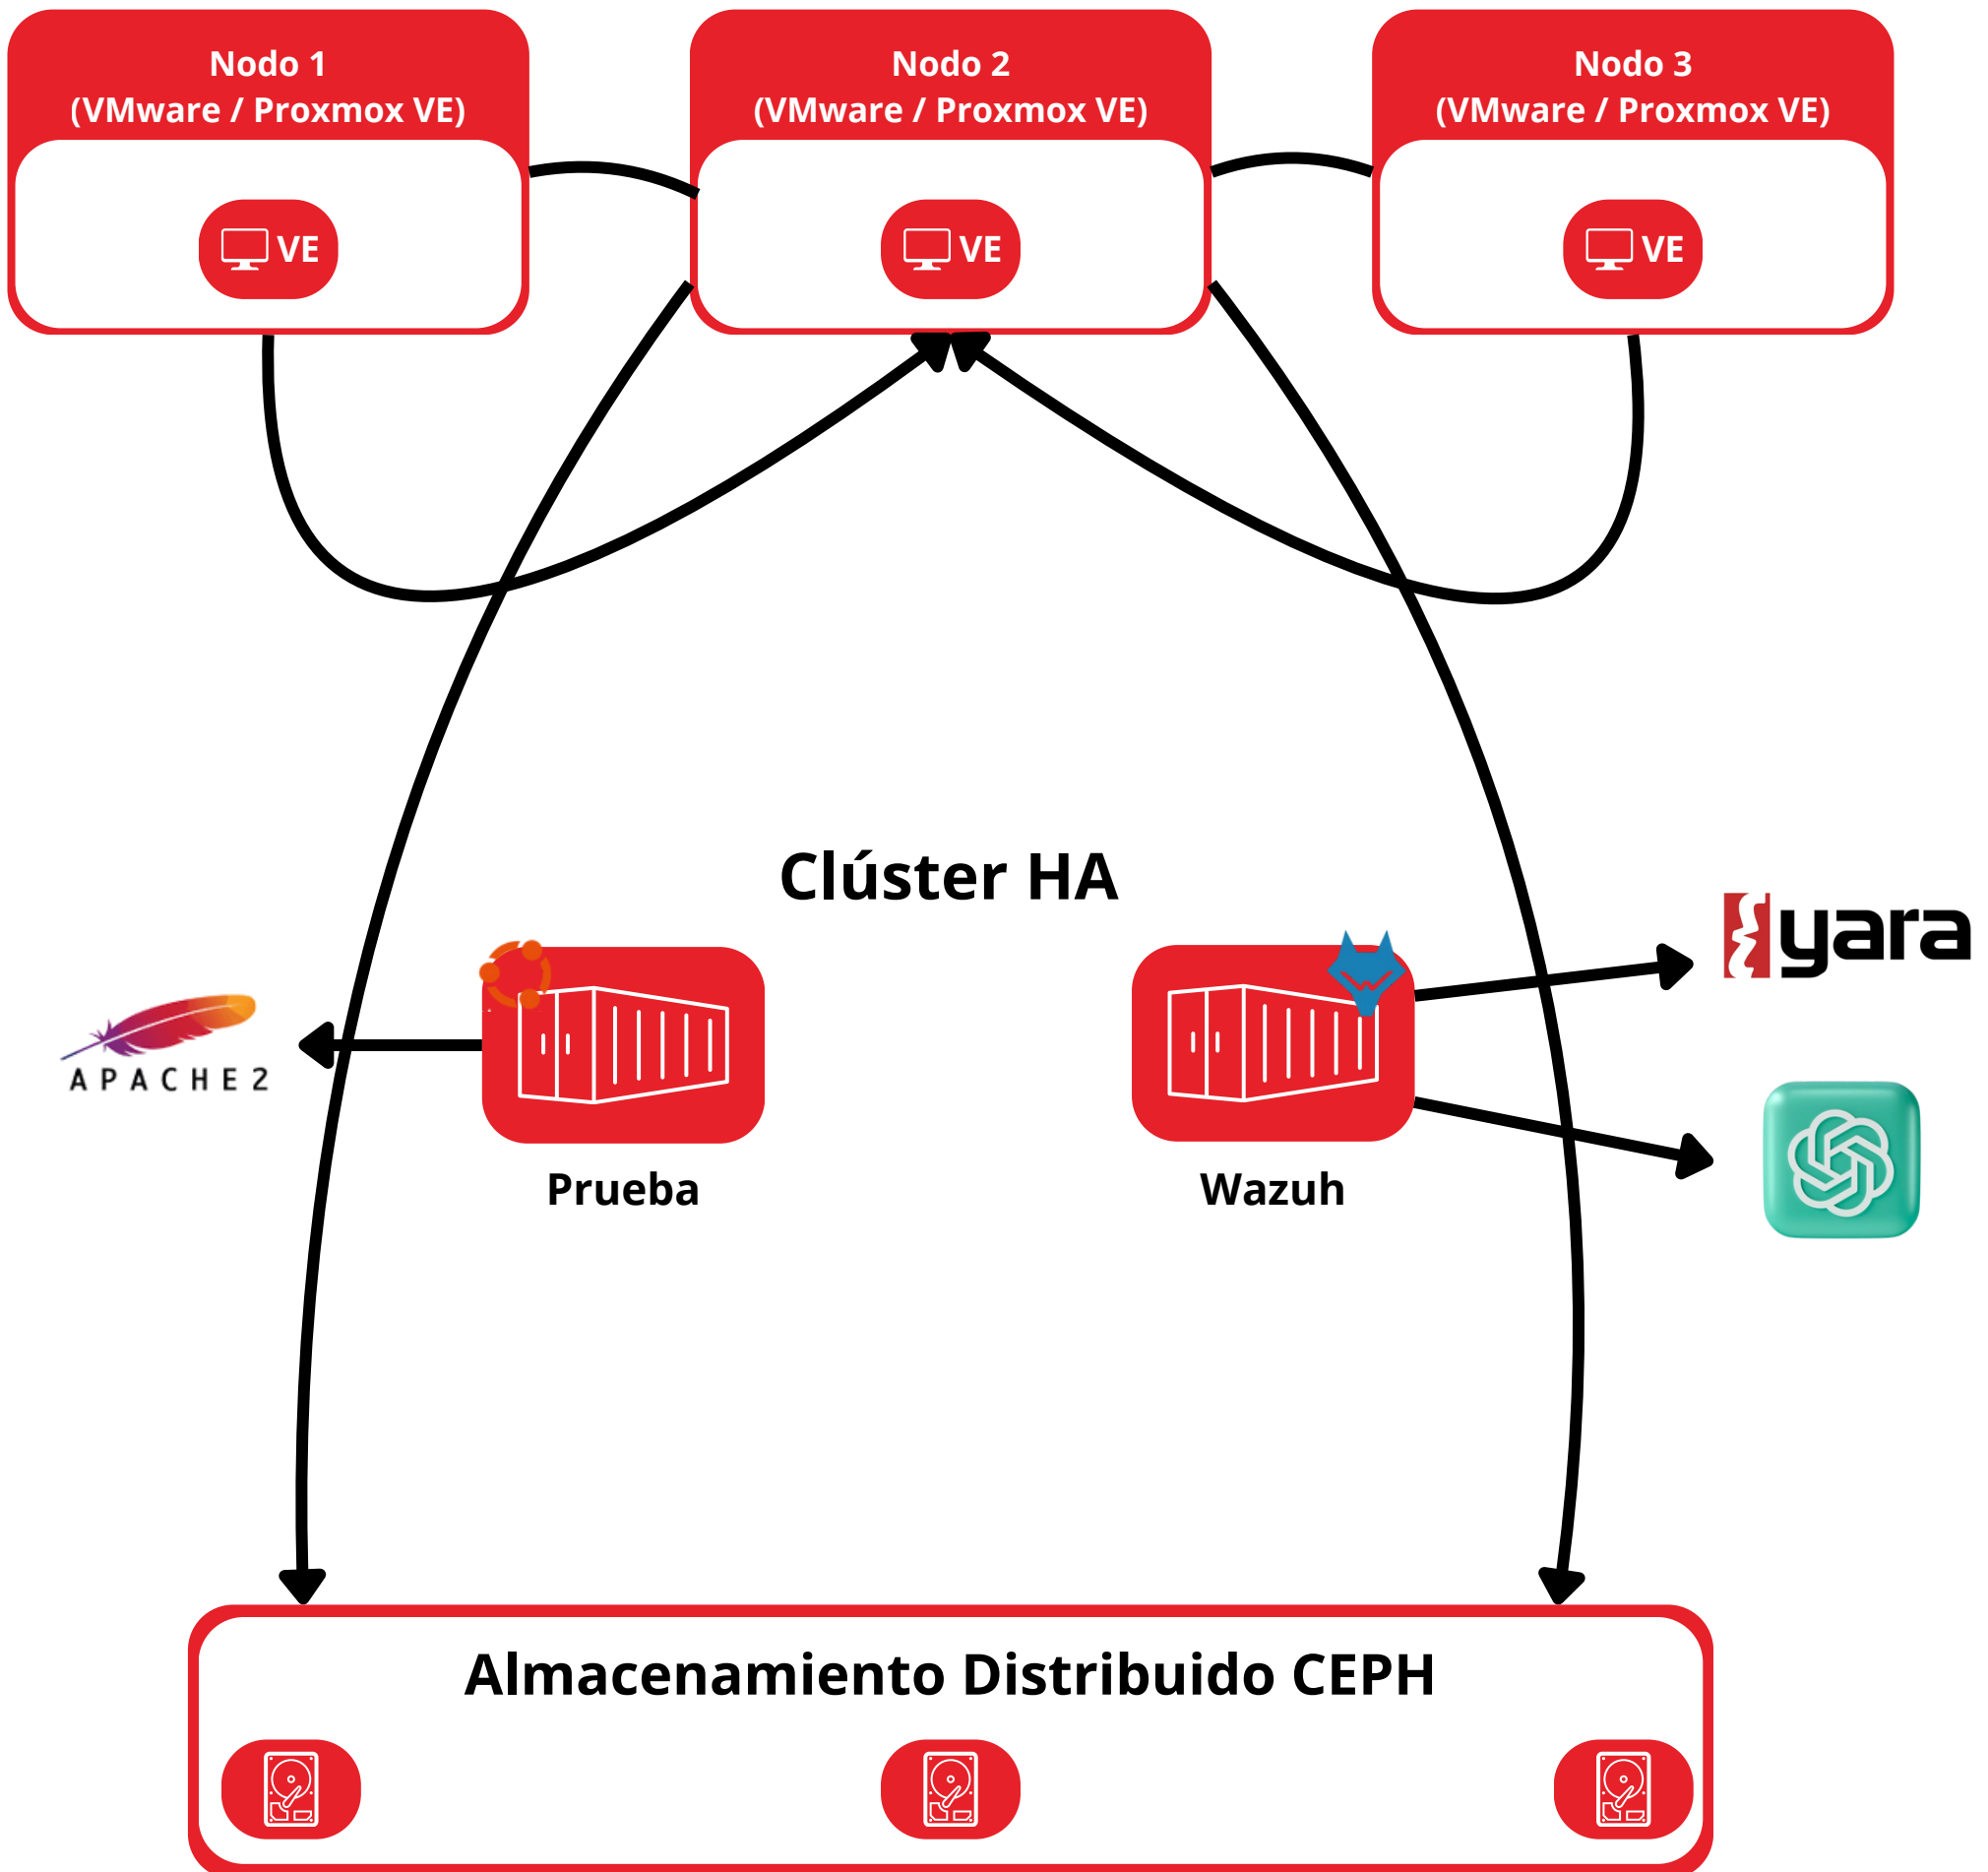 Nodo 1
(VMware / Proxmox VE)
Nodo 2
(VMware / Proxmox VE)
Nodo 3
(VMware / Proxmox VE)
VE
VE
VE
Clúster HA
yara
APACHE2
Prueba
Wazuh
Almacenamiento Distribuido CEPH